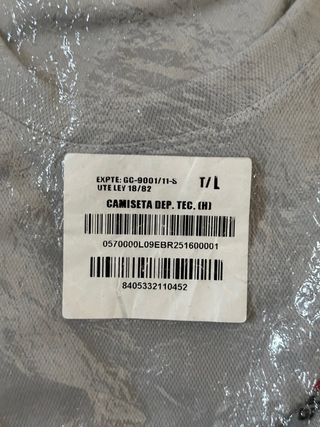 EXPTE: GC-9001/11-S T/L
UTE LEY 18/82
CAMISETA DEP. TEC. (H)
0570000L09EBR251600001
8405332110452